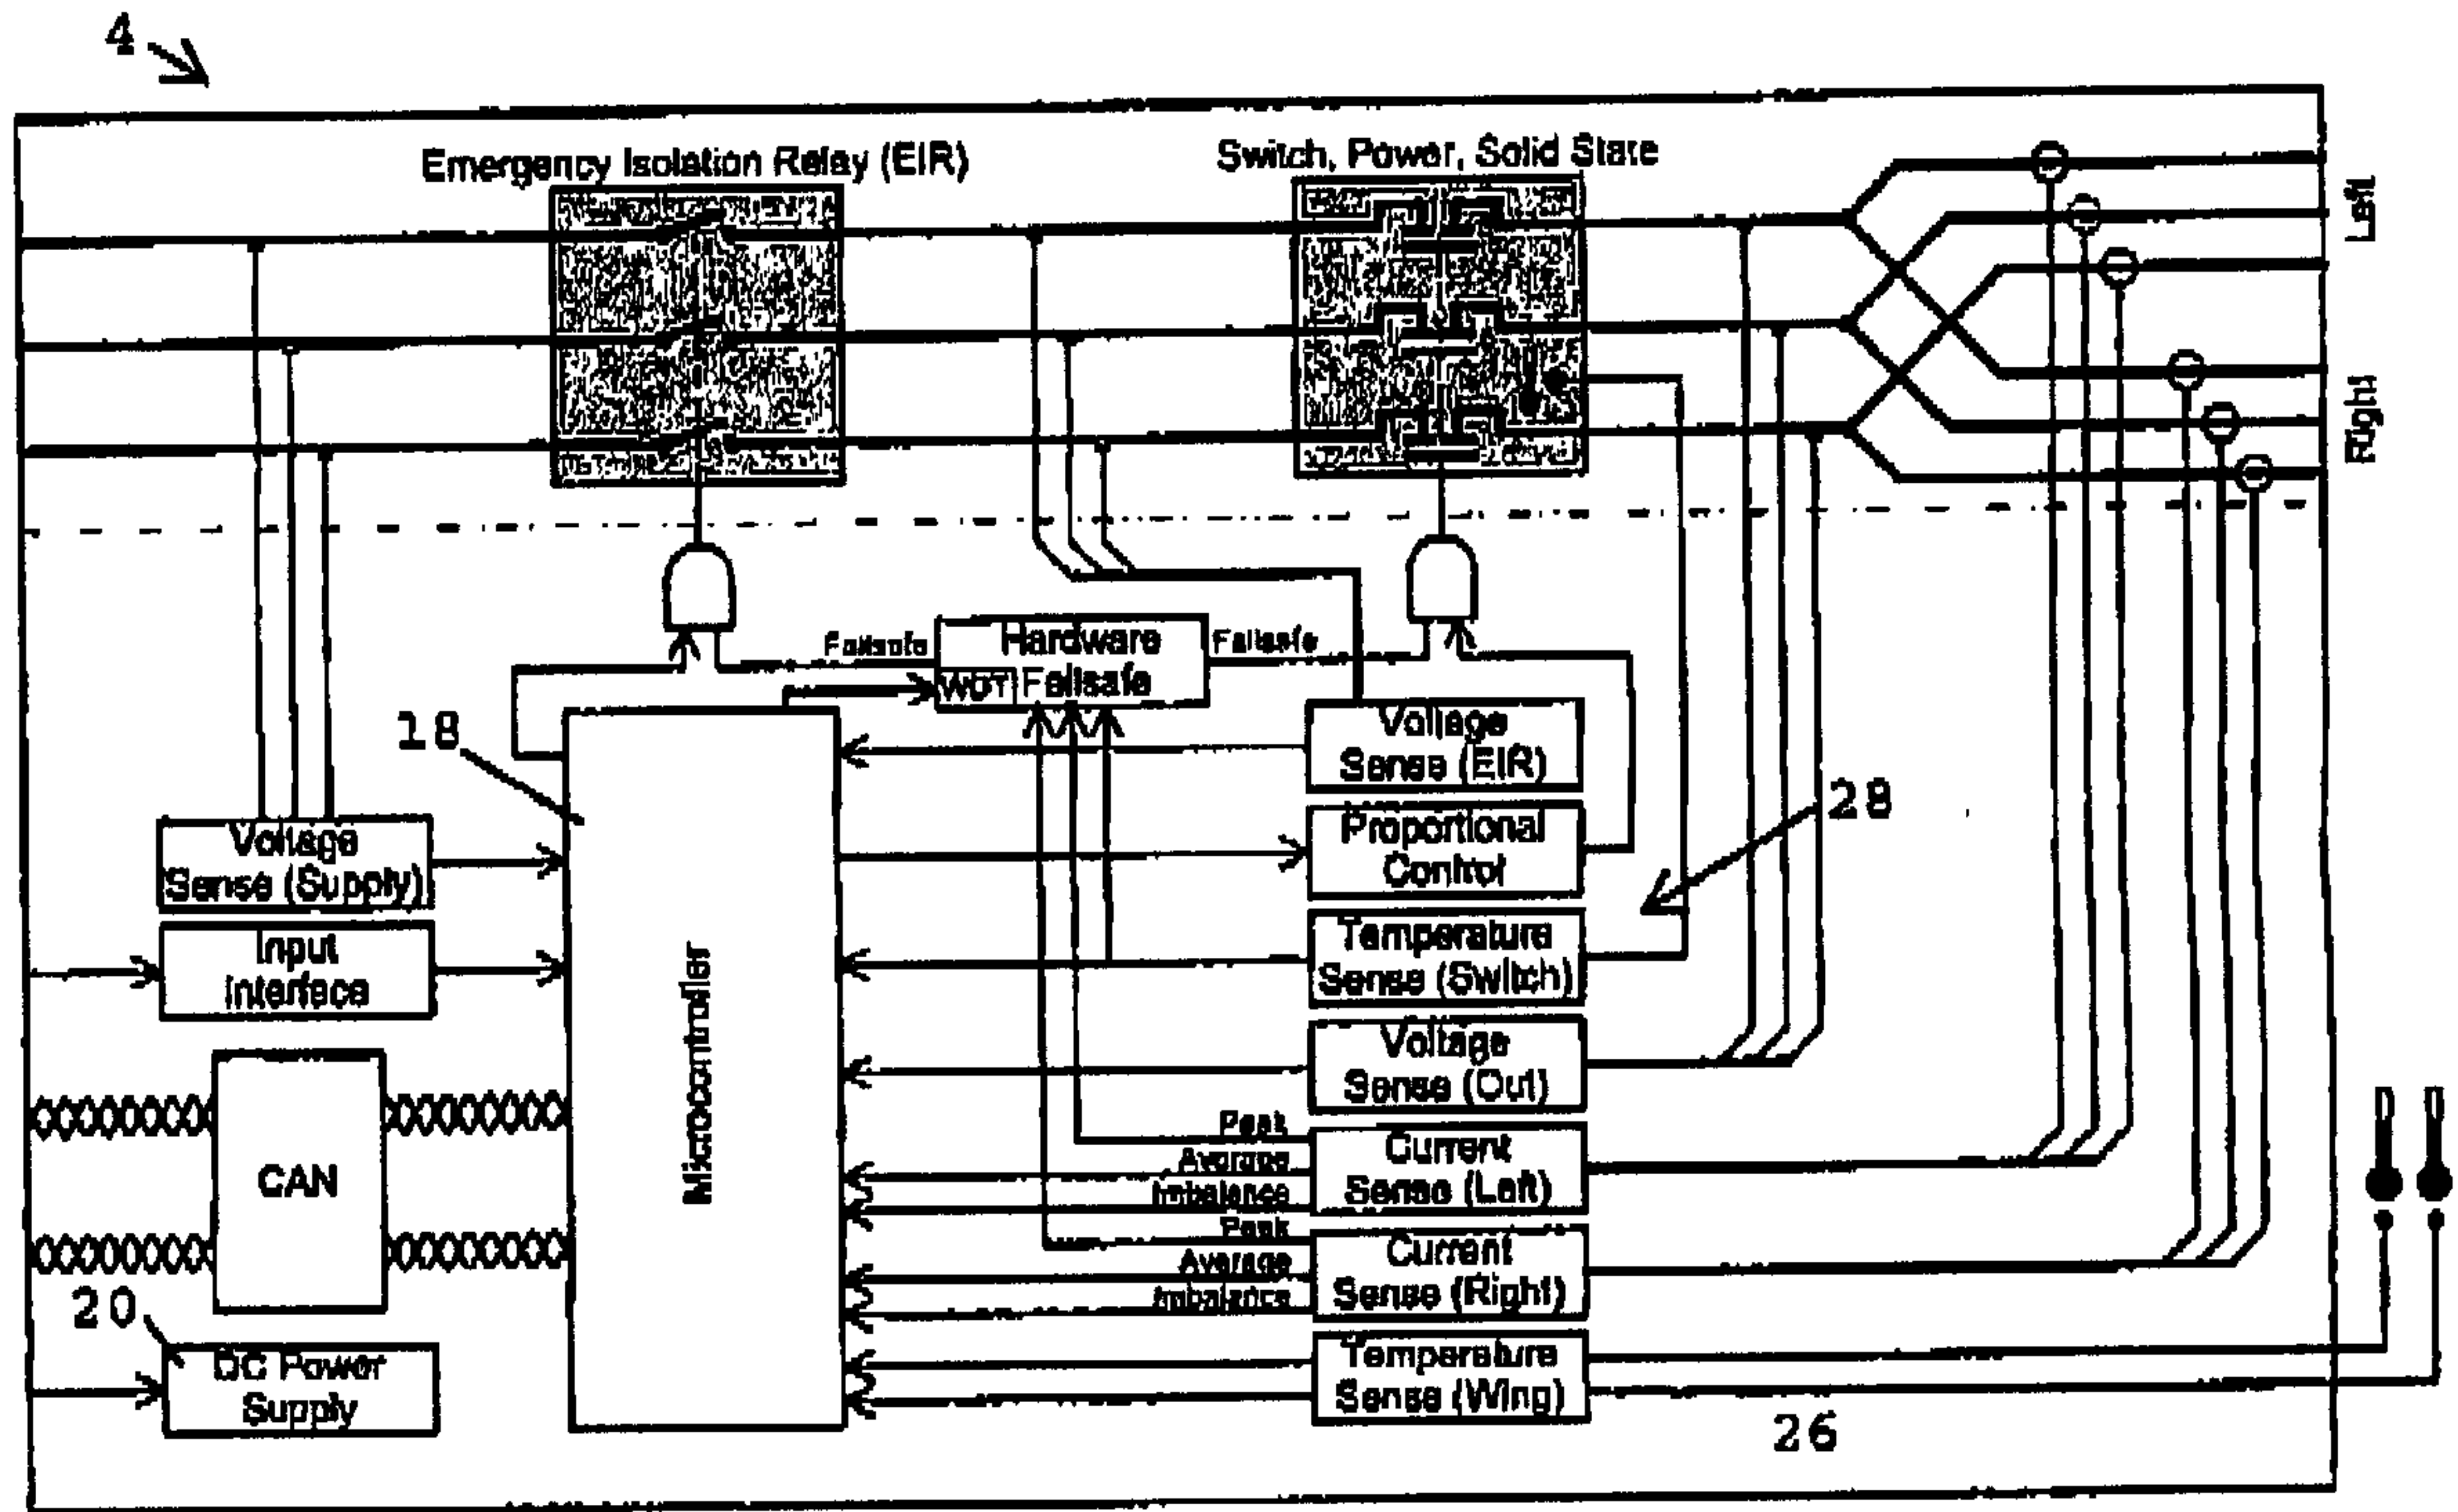 4
Emergency Isolation Relay (EIR)
Switch, Power, Solid State
Left
Right
Failsafe
Hardware
WDT Failsafe
Failsafe
18
Voltage
Sense (EIR)
28
Voltage
Sense (Supply)
Proportional
Control
Input
Interface
Microcontroller
Temperature
Sense (Switch)
Voltage
Sense (Out)
CAN
Peak
Average
Imbalance
Current
Sense (Left)
Peak
Average
Imbalance
Current
Sense (Right)
20
DC Power
Supply
Temperature
Sense (Wing)
26